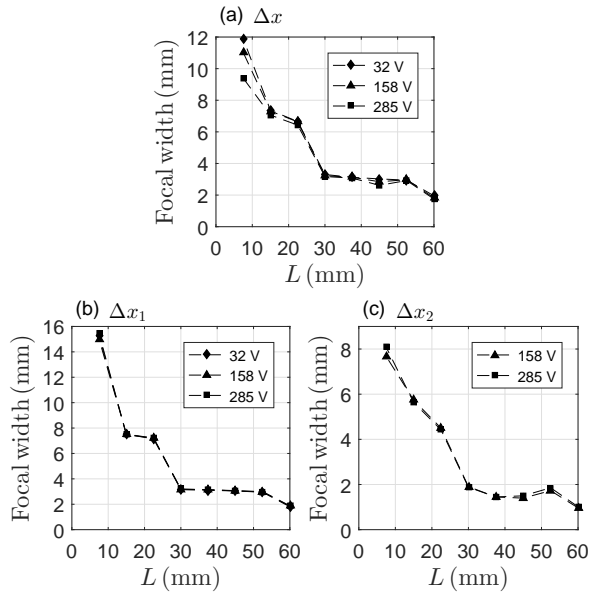 (a) Δx
12
10
8
6
4
2
0
Focal width (mm)
32 V
158 V
285 V
0 10 20 30 40 50 60
L (mm)
(b) Δx₁
16
14
12
10
8
6
4
2
0
Focal width (mm)
32 V
158 V
285 V
0 10 20 30 40 50 60
L (mm)
(c) Δx₂
8
6
4
2
0
Focal width (mm)
158 V
285 V
0 10 20 30 40 50 60
L (mm)